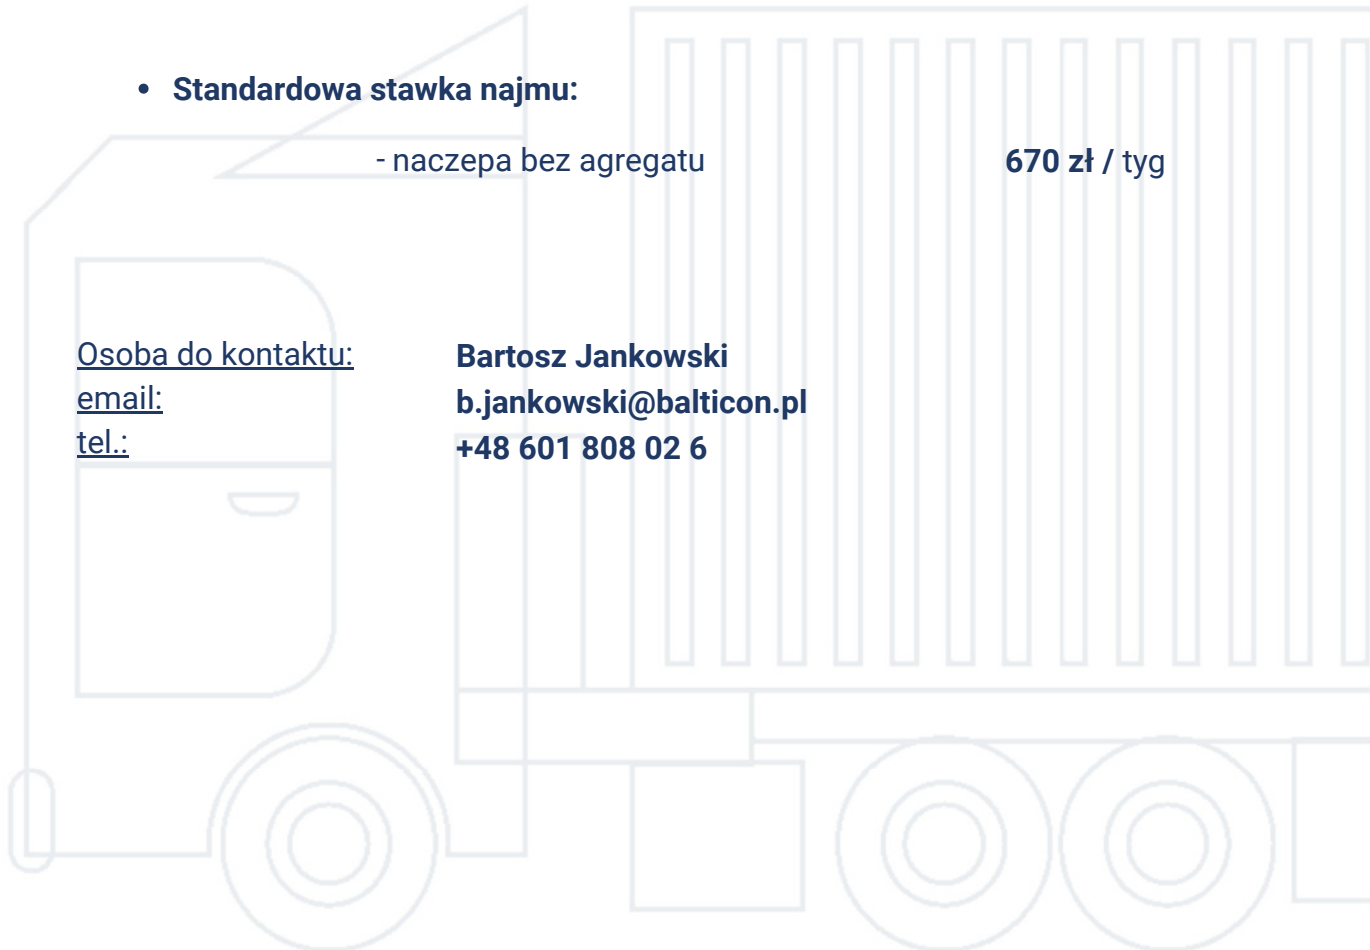 • Standardowa stawka najmu:
- naczepa bez agregatu 670 zł / tyg
Osoba do kontaktu: Bartosz Jankowski
email: b.jankowski@balticon.pl
tel.: +48 601 808 02 6